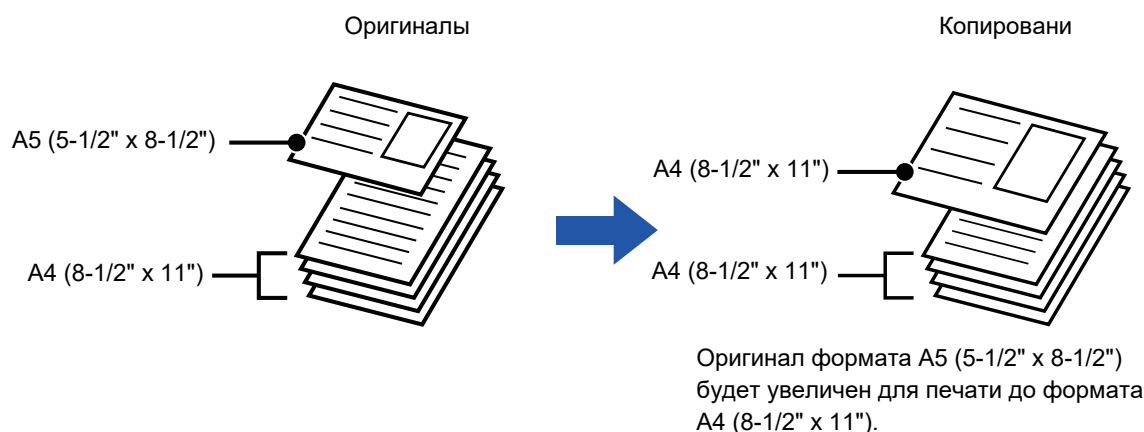 Оригиналы
Копировани
A5 (5-1/2" x 8-1/2")
A4 (8-1/2" x 11")
A4 (8-1/2" x 11")
A4 (8-1/2" x 11")
Оригинал формата A5 (5-1/2" x 8-1/2")
будет увеличен для печати до формата
A4 (8-1/2" x 11").